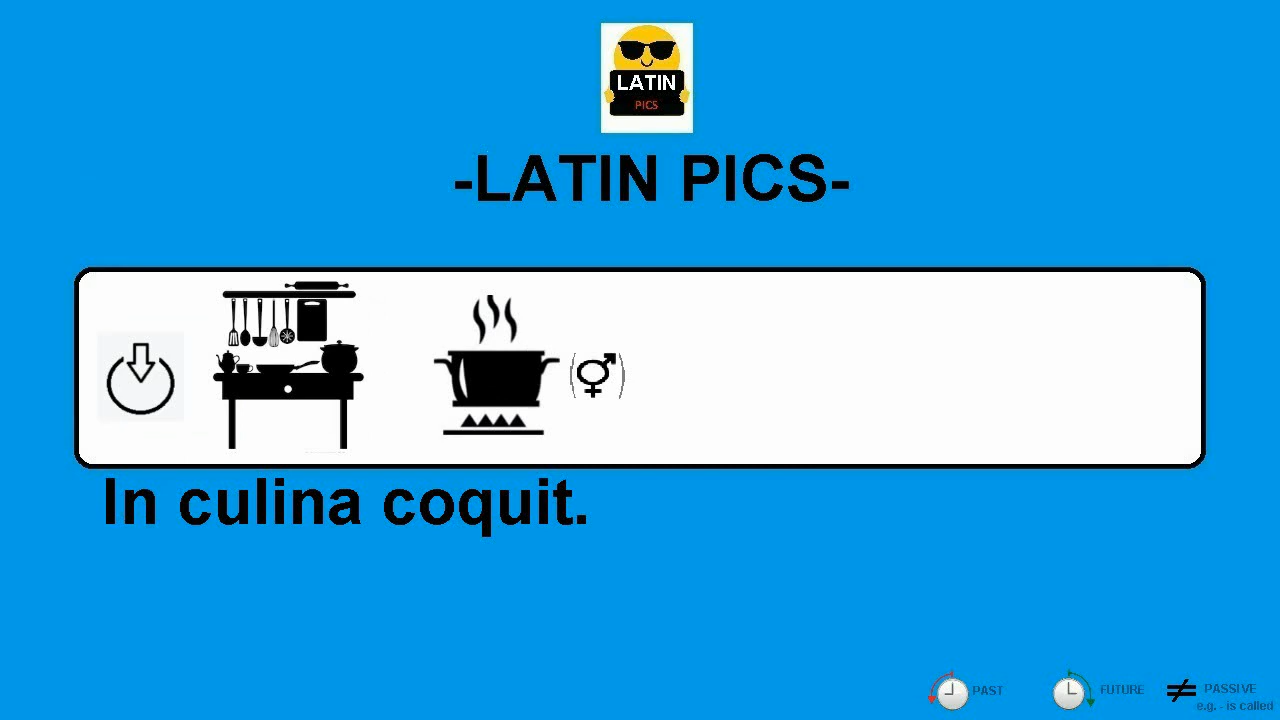 LATIN
PICS
-LATIN PICS-
In culina coquit.
PAST
FUTURE
PASSIVE
e.g. - is called